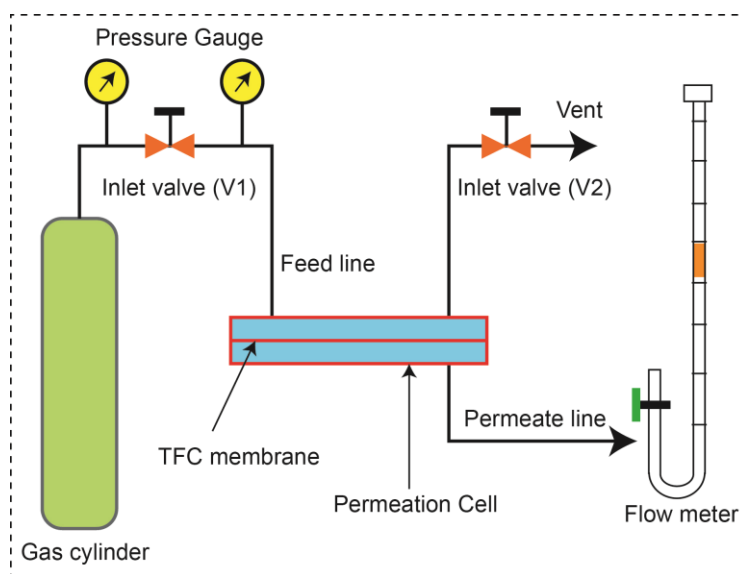 Pressure Gauge
Vent
Inlet valve (V1)
Inlet valve (V2)
Feed line
Permeate line
TFC membrane
Permeation Cell
Flow meter
Gas cylinder